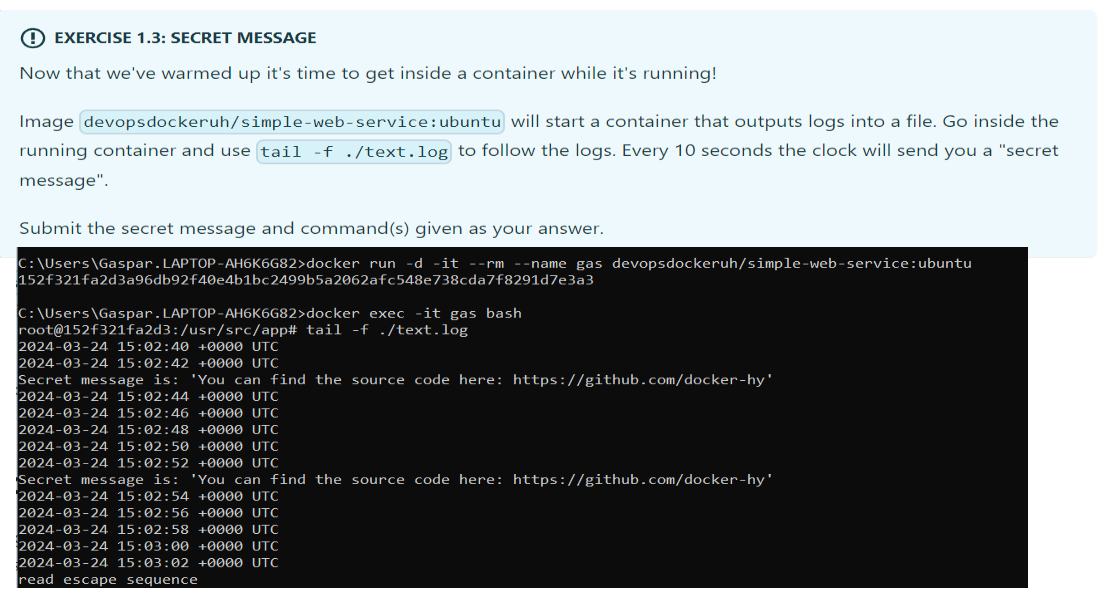 EXERCISE 1.3: SECRET MESSAGE
Now that we've warmed up it's time to get inside a container while it's running!
Image devopsdockeruh/simple-web-service:ubuntu will start a container that outputs logs into a file. Go inside the
running container and use tail -f ./text.log to follow the logs. Every 10 seconds the clock will send you a "secret
message".
Submit the secret message and command(s) given as your answer.
C:\Users\Gaspar.LAPTOP-AH6K6G82>docker run -d -it --rm --name gas devopsdockeruh/simple-web-service:ubuntu
152f321fa2d3a96db92f40e4b1bc2499b5a2062afc548e738cda7f8291d7e3a3
C:\Users\Gaspar.LAPTOP-AH6K6G82>docker exec -it gas bash
root@152f321fa2d3:/usr/src/app# tail -f ./text.log
2024-03-24 15:02:40 +0000 UTC
2024-03-24 15:02:42 +0000 UTC
Secret message is: 'You can find the source code here: https://github.com/docker-hy'
2024-03-24 15:02:44 +0000 UTC
2024-03-24 15:02:46 +0000 UTC
2024-03-24 15:02:48 +0000 UTC
2024-03-24 15:02:50 +0000 UTC
2024-03-24 15:02:52 +0000 UTC
Secret message is: 'You can find the source code here: https://github.com/docker-hy'
2024-03-24 15:02:54 +0000 UTC
2024-03-24 15:02:56 +0000 UTC
2024-03-24 15:02:58 +0000 UTC
2024-03-24 15:03:00 +0000 UTC
2024-03-24 15:03:02 +0000 UTC
read escape sequence